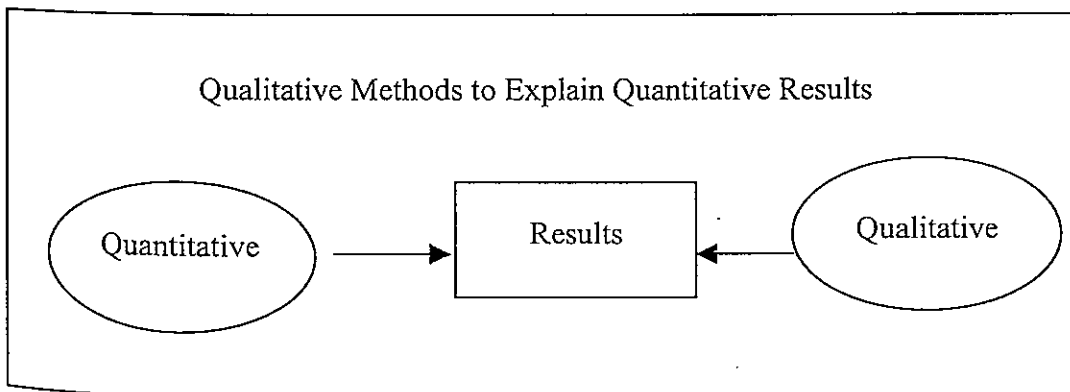 Qualitative Methods to Explain Quantitative Results
Quantitative
Results
Qualitative